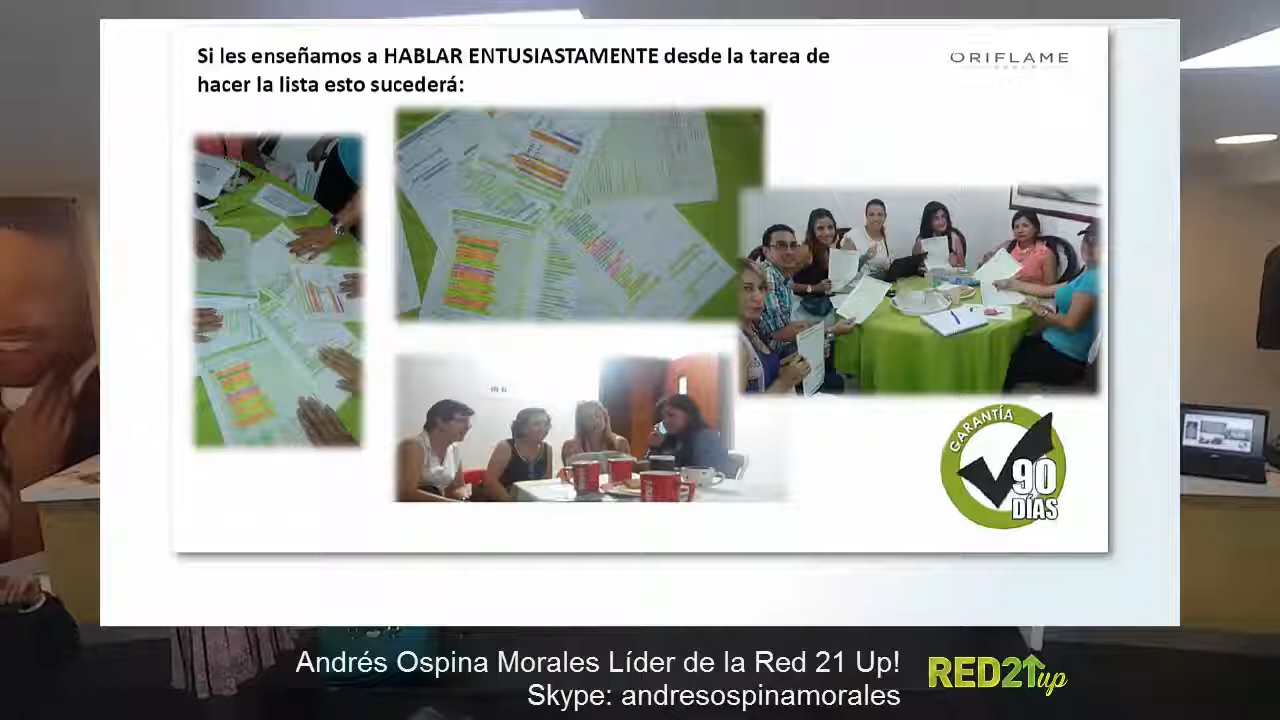 Si les enseñamos a HABLAR ENTUSIASTAMENTE desde la tarea de
hacer la lista esto sucederá:
ORIFLAME
GARANTÍA
90
DÍAS
Andrés Ospina Morales Líder de la Red 21 Up!
Skype: andresospinamorales
RED21up